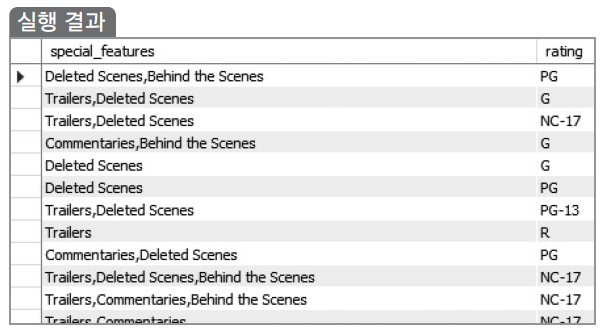 실행 결과
special_features rating
Deleted Scenes,Behind the Scenes PG
Trailers,Deleted Scenes G
Trailers,Deleted Scenes NC-17
Commentaries,Behind the Scenes G
Deleted Scenes G
Deleted Scenes PG
Trailers,Deleted Scenes PG-13
Trailers R
Commentaries,Deleted Scenes PG
Trailers,Deleted Scenes,Behind the Scenes NC-17
Trailers,Commentaries,Behind the Scenes NC-17
Trailers,Commentaries NC-17